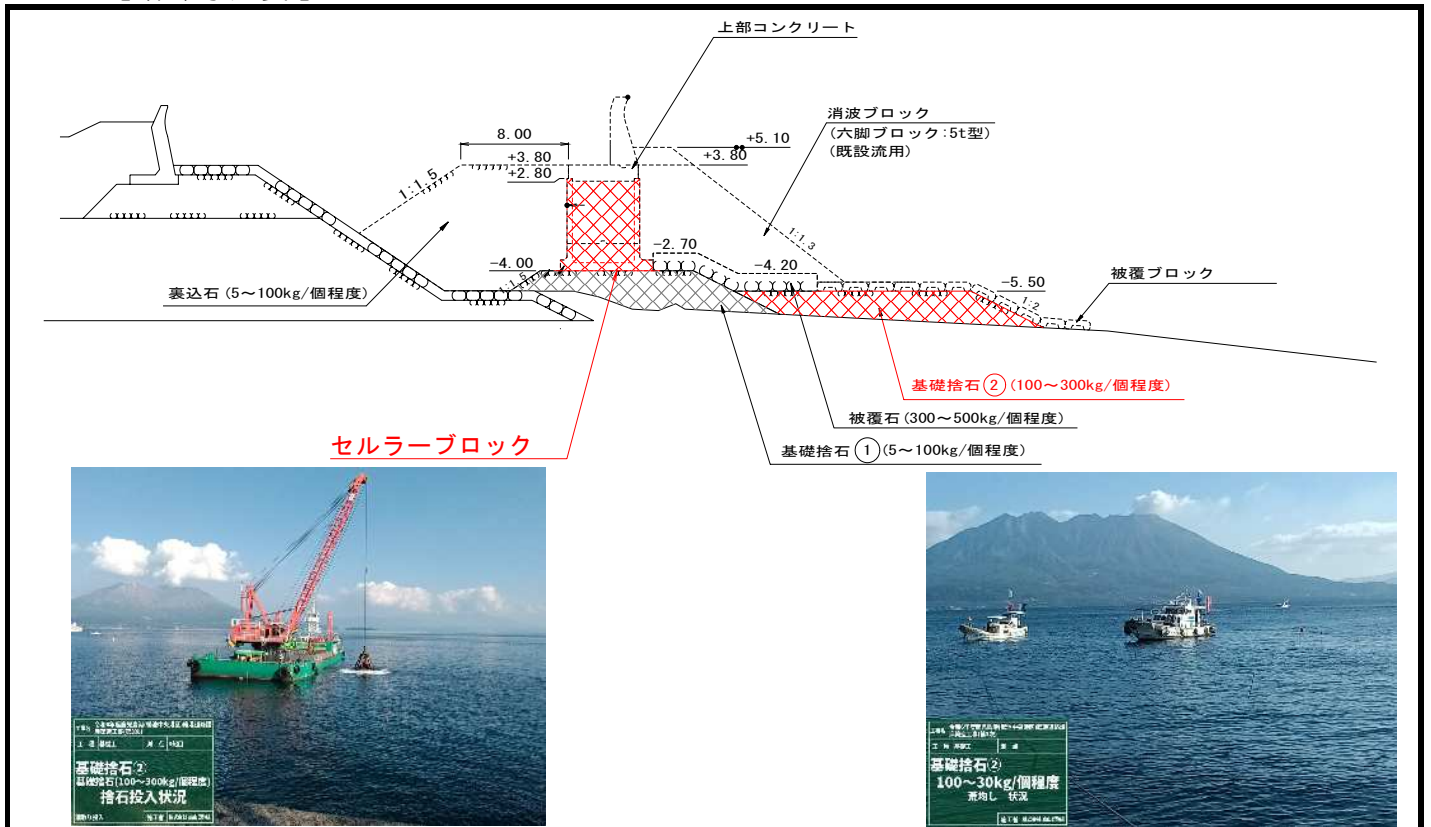 上部コンクリート
消波ブロック
(六脚ブロック:5t型)
(既設流用)
8.00
+5.10
+3.80
+3.80
+2.80
1:1.5
1:1.3
-2.70
-4.00
-4.20
-5.50
1:1.5
1:2
被覆ブロック
裏込石(5～100kg/個程度)
基礎捨石②(100～300kg/個程度)
被覆石(300～500kg/個程度)
セルラーブロック
基礎捨石①(5～100kg/個程度)
基礎捨石②
基礎捨石(100～300kg/個程度)
捨石投入状況
基礎捨石②
100～30kg/個程度
荒均し 状況